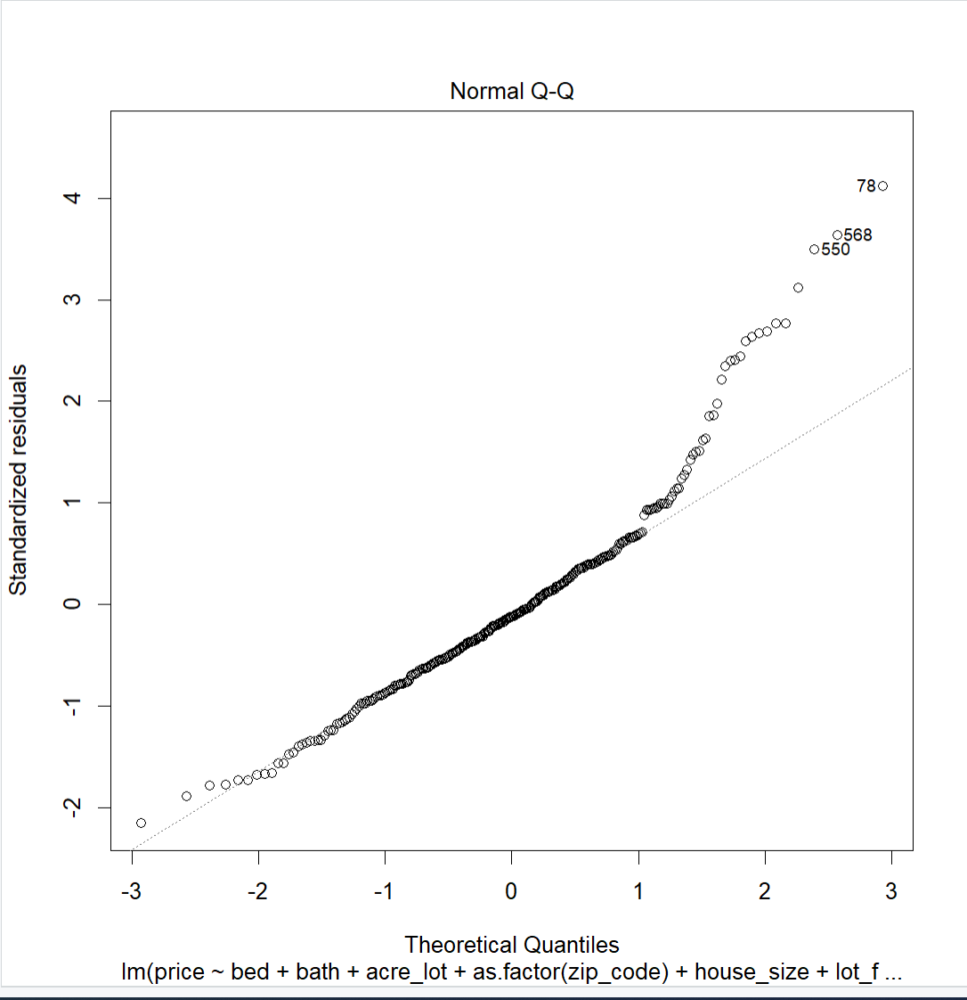 Normal Q-Q
Standardized residuals
4
3
2
1
0
-1
-2
78
568
550
-3 -2 -1 0 1 2 3
Theoretical Quantiles
lm(price ~ bed + bath + acre_lot + as.factor(zip_code) + house_size + lot_f ...